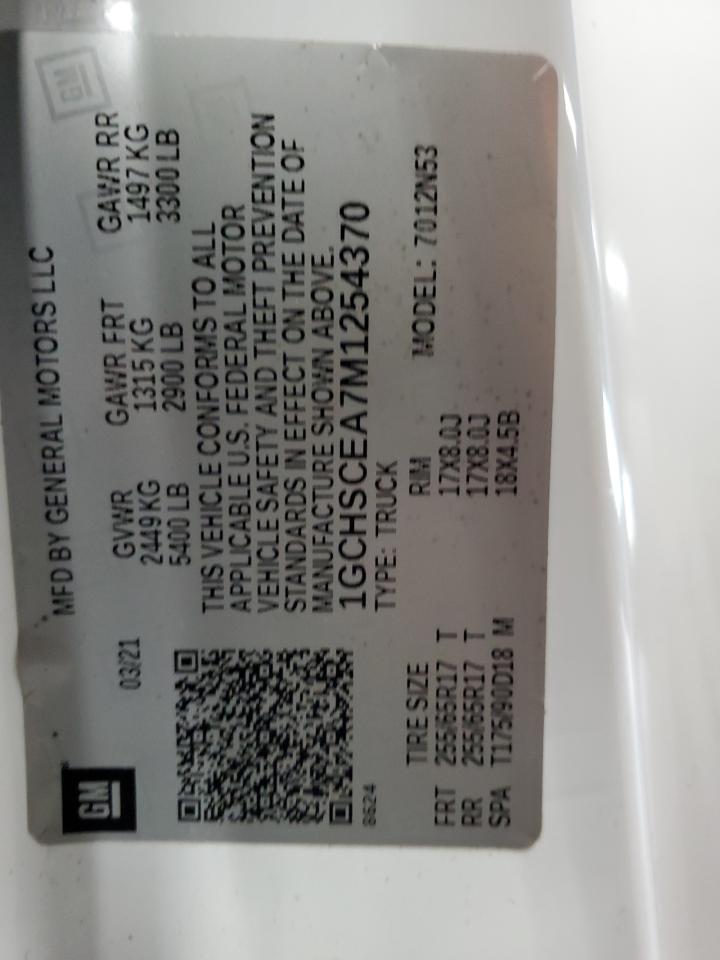 GM
MFD BY GENERAL MOTORS LLC
03/21
GVWR GAWR FRT GAWR RR
2449 KG 1315 KG 1497 KG
5400 LB 2900 LB 3300 LB
THIS VEHICLE CONFORMS TO ALL
APPLICABLE U.S. FEDERAL MOTOR
VEHICLE SAFETY AND THEFT PREVENTION
STANDARDS IN EFFECT ON THE DATE OF
MANUFACTURE SHOWN ABOVE.
1GCHSCEA7M1254370
8624
TYPE: TRUCK
TIRE SIZE RIM MODEL: 7012N53
FRT 255/65R17 T 17X8.0J
RR 255/65R17 T 17X8.0J
SPA T175/90D18 M 18X4.5B
GM